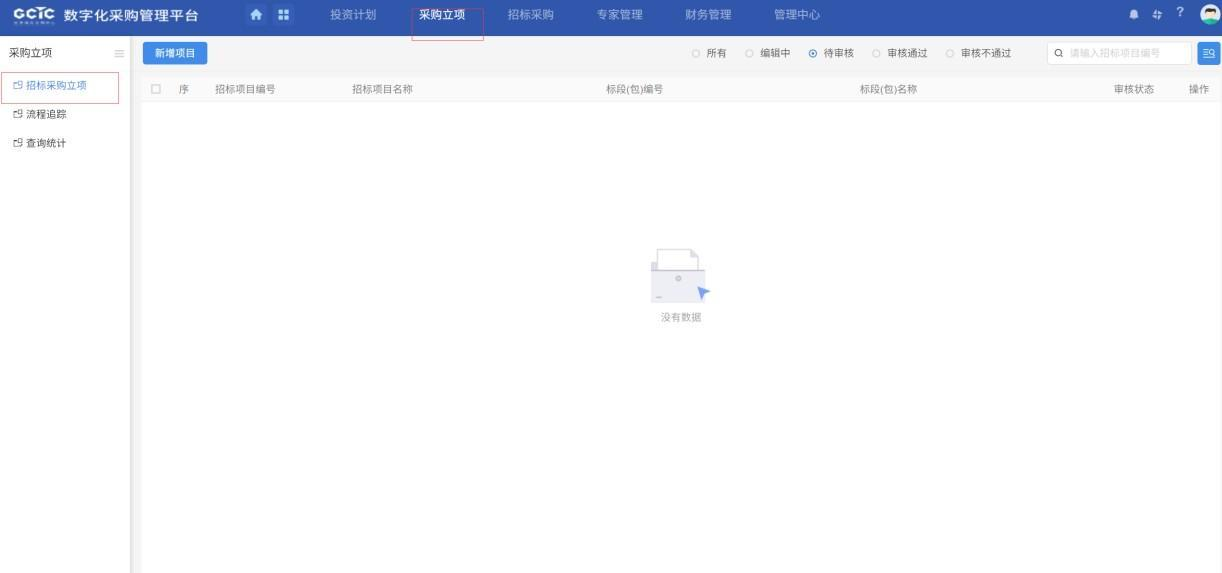 GCTC 数字化采购管理平台 投资计划 采购立项 招标采购 专家管理 财务管理 管理中心 ?
采购立项
新增项目 所有 编辑中 待审核 审核通过 审核不通过 请输入招标项目编号
招标采购立项
流程追踪
查询统计
序 招标项目编号 招标项目名称 标段(包)编号 标段(包)名称 审核状态 操作
没有数据